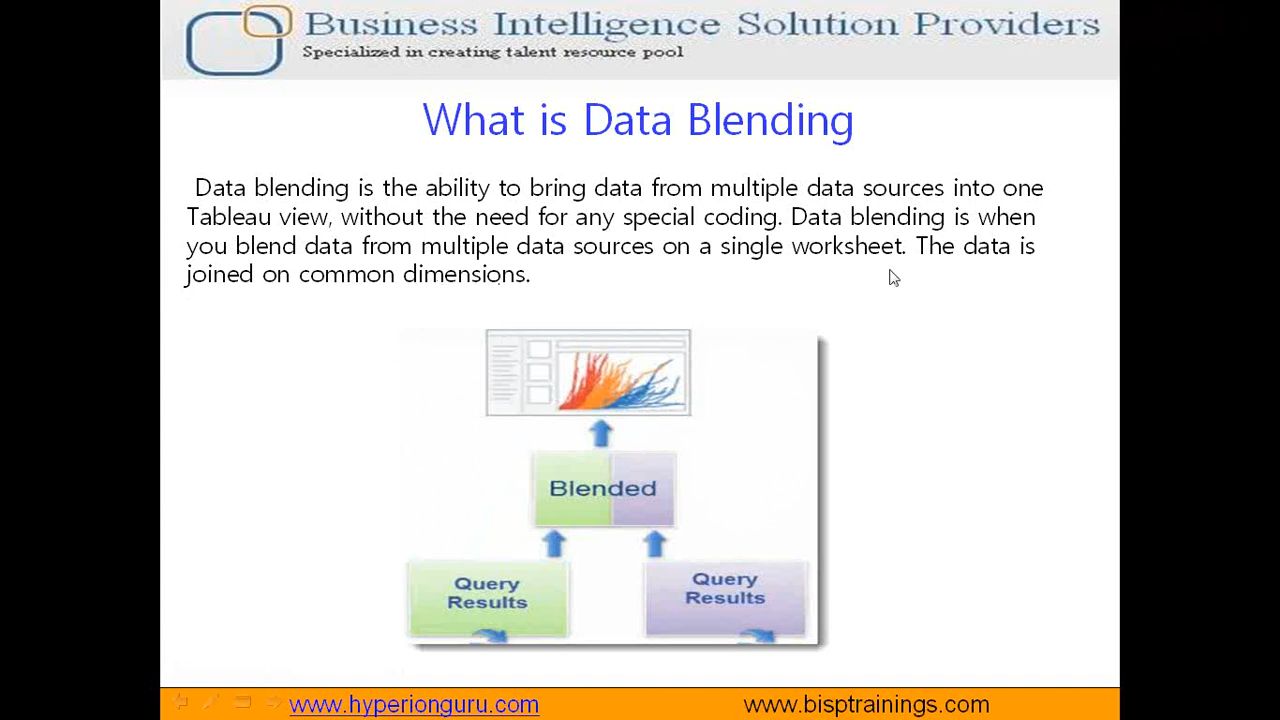 Business Intelligence Solution Providers
Specialized in creating talent resource pool
What is Data Blending
Data blending is the ability to bring data from multiple data sources into one
Tableau view, without the need for any special coding. Data blending is when
you blend data from multiple data sources on a single worksheet. The data is
joined on common dimensions.
Blended
Query
Results
Query
Results
www.hyperionguru.com
www.bisptrainings.com